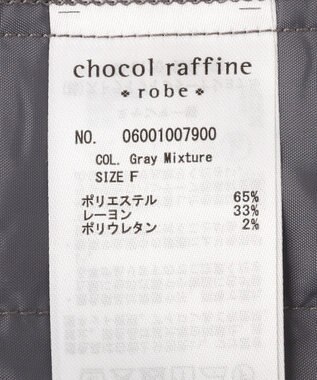 chocol raffine
robe
NO. 06001007900
COL. Gray Mixture
SIZE F
ポリエステル 65%
レーヨン 33%
ポリウレタン 2%